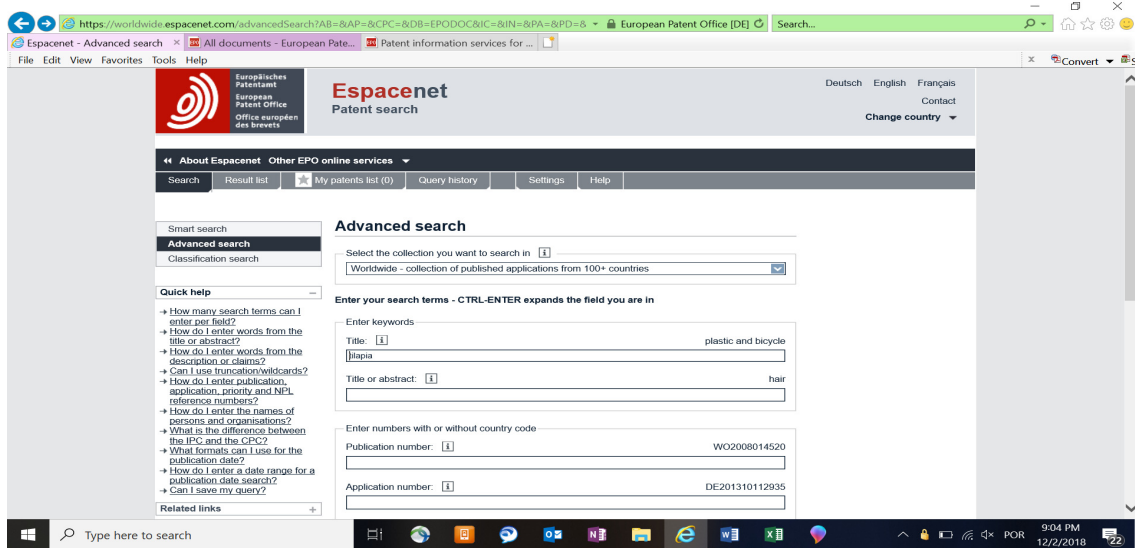 https://worldwide.espacenet.com/advancedSearch?AB=&AP=&CPC=&DB=EPODOC&IC=&IN=&PA=&PD=& European Patent Office [DE] Search...
Espacenet - Advanced search All documents - European Pate... Patent information services for ...
File Edit View Favorites Tools Help Convert
Europäisches
Patentamt
European
Patent Office
Office européen
des brevets
Espacenet
Patent search
Deutsch English Français
Contact
Change country
About Espacenet Other EPO online services
Search Result list My patents list (0) Query history Settings Help
Smart search
Advanced search
Classification search
Quick help
How many search terms can I
enter per field?
How do I enter words from the
title or abstract?
How do I enter words from the
description or claims?
Can I use truncation/wildcards?
How do I enter publication,
application, priority and NPL
reference numbers?
How do I enter the names of
persons and organisations?
What is the difference between
the IPC and the CPC?
What formats can I use for the
publication date?
How do I enter a date range for a
publication date search?
Can I save my query?
Related links
Advanced search
Select the collection you want to search in
Worldwide - collection of published applications from 100+ countries
Enter your search terms - CTRL-ENTER expands the field you are in
Enter keywords
Title: plastic and bicycle
tilapia
Title or abstract: hair
Enter numbers with or without country code
Publication number: WO2008014520
Application number: DE201310112935
Type here to search
POR
9:04 PM
12/2/2018
22